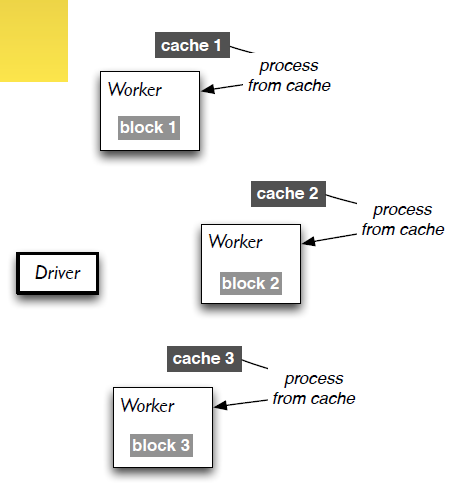 cache 1
process
from cache
Worker
block 1
cache 2
process
from cache
Worker
block 2
Driver
cache 3
process
from cache
Worker
block 3